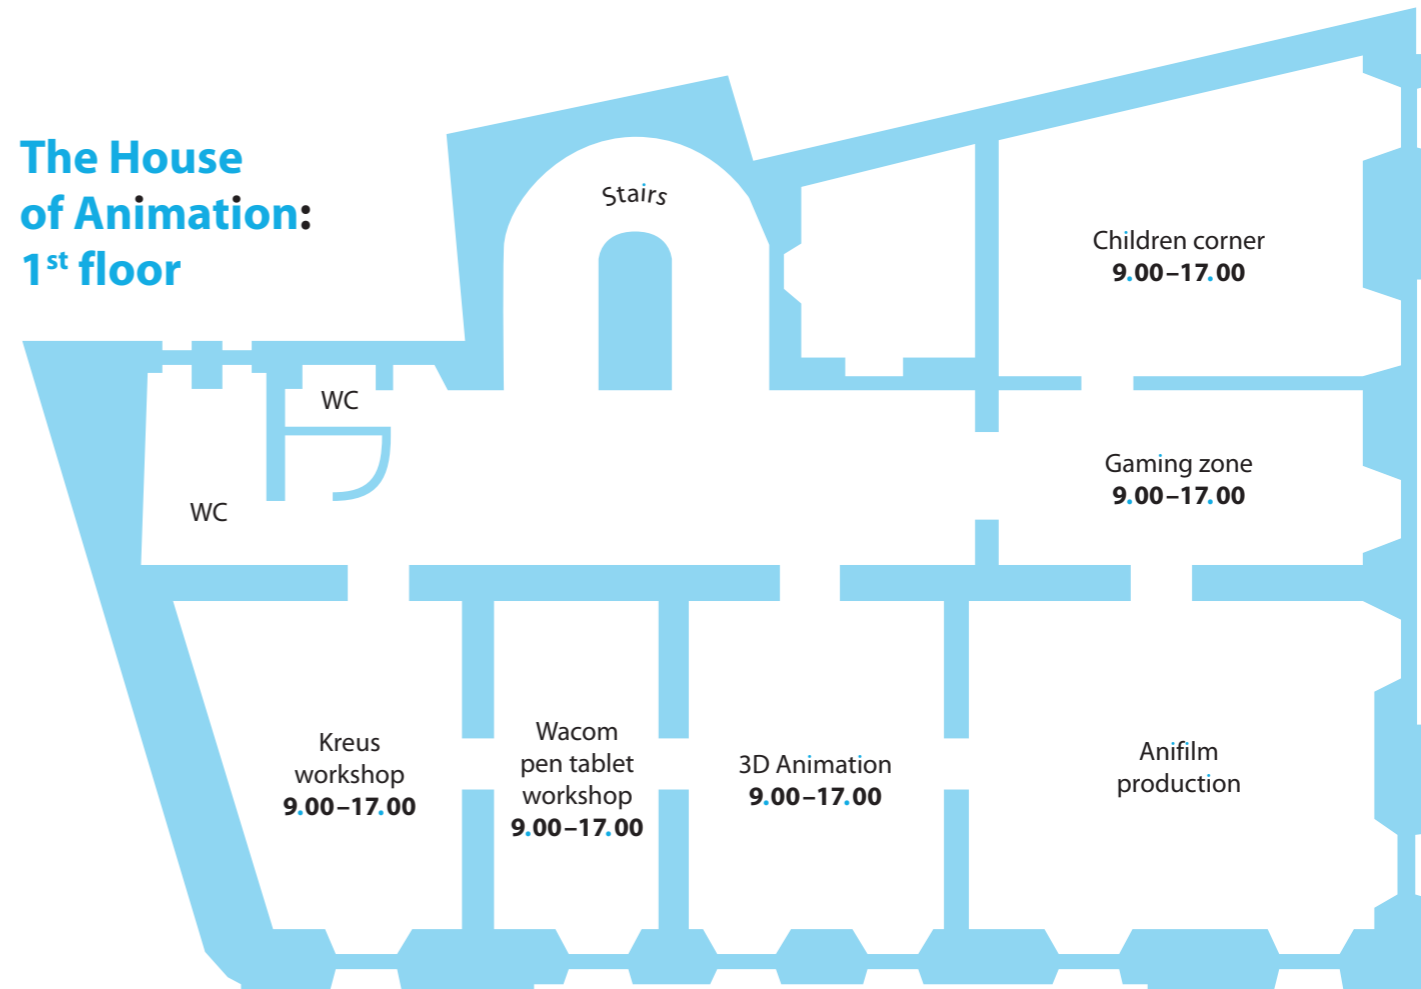 The House
of Animation:
1st floor
Stairs
Children corner
9.00–17.00
WC
Gaming zone
9.00–17.00
WC
Kreus
workshop
9.00–17.00
Wacom
pen tablet
workshop
9.00–17.00
3D Animation
9.00–17.00
Anifilm
production